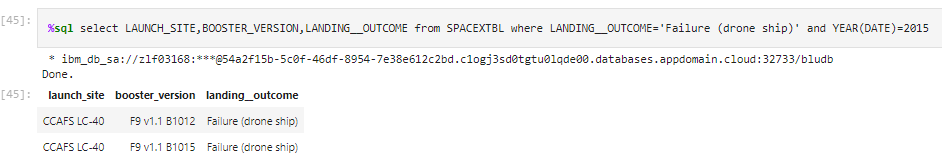 [45]: %sql select LAUNCH_SITE,BOOSTER_VERSION,LANDING__OUTCOME from SPACEXTBL where LANDING__OUTCOME='Failure (drone ship)' and YEAR(DATE)=2015
* ibm_db_sa://zlf03168:***@54a2f15b-5c0f-46df-8954-7e38e612c2bd.c1ogj3sd0tgtu0lqde00.databases.appdomain.cloud:32733/bludb
Done.
[45]: launch_site booster_version landing__outcome
CCAFS LC-40 F9 v1.1 B1012 Failure (drone ship)
CCAFS LC-40 F9 v1.1 B1015 Failure (drone ship)